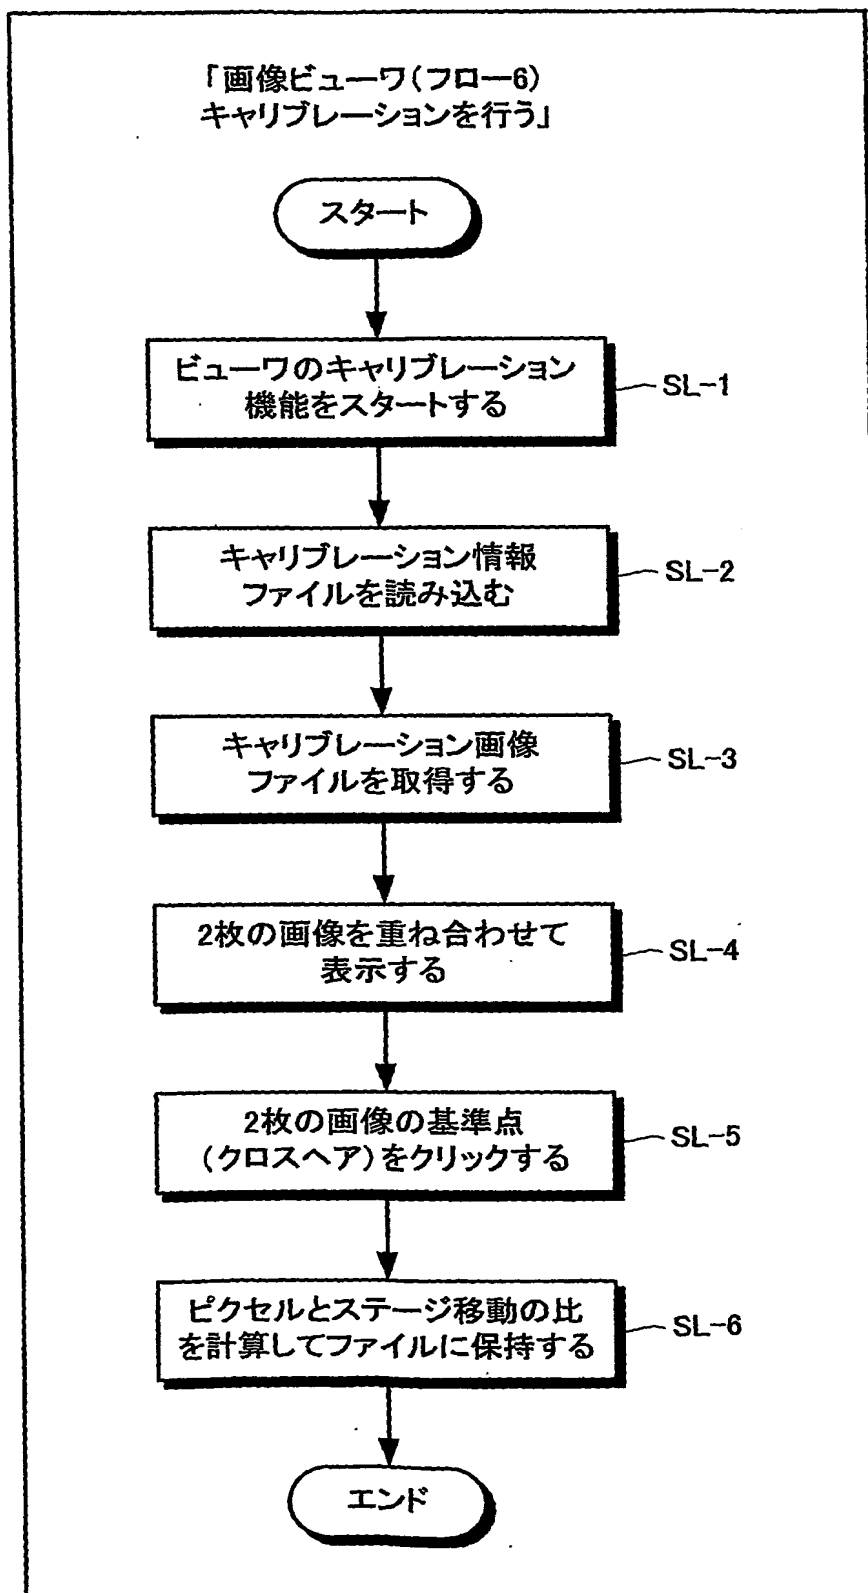 「画像ビューワ(フロー6)
キャリブレーションを行う」
スタート
ビューワのキャリブレーション
機能をスタートする
SL-1
キャリブレーション情報
ファイルを読み込む
SL-2
キャリブレーション画像
ファイルを取得する
SL-3
2枚の画像を重ね合わせて
表示する
SL-4
2枚の画像の基準点
(クロスヘア)をクリックする
SL-5
ピクセルとステージ移動の比
を計算してファイルに保持する
SL-6
エンド